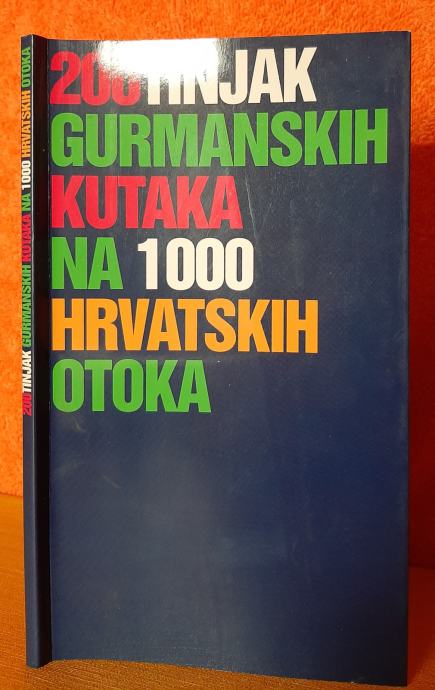 200TINJAK GURMANSKIH KUTAKA NA 1000 HRVATSKIH OTOKA
200TINJAK
GURMANSKIH
KUTAKA
NA 1000
HRVATSKIH
OTOKA